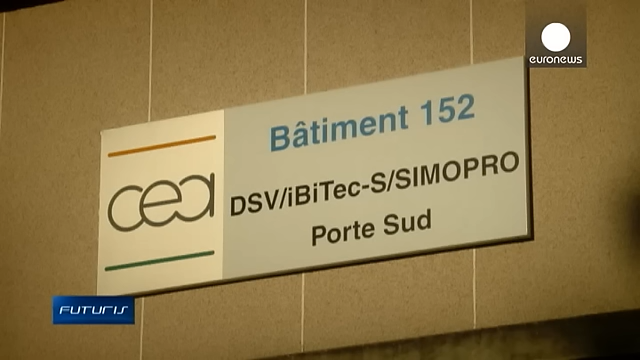 euronews
Bâtiment 152
cea
DSV/iBiTec-S/SIMOPRO
Porte Sud
FUTURIS